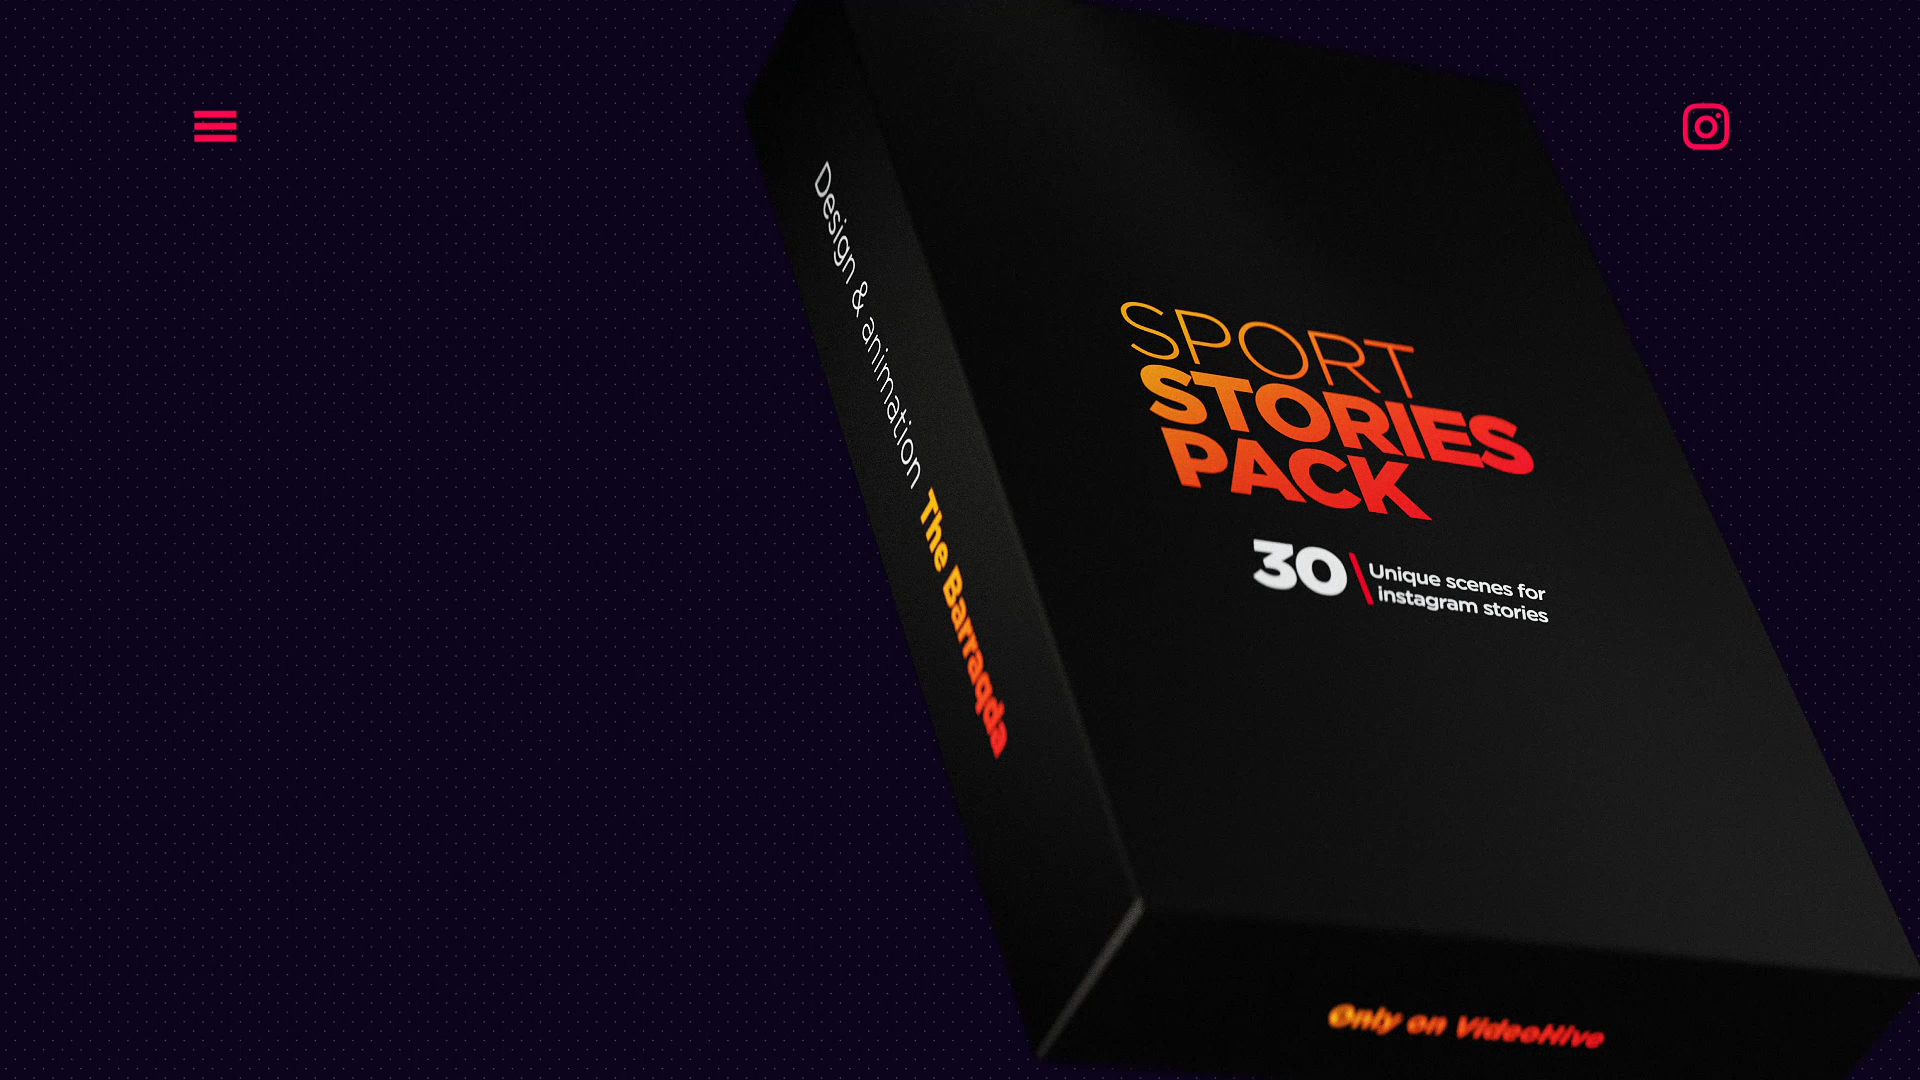 Design & animation The Barraqda
SPORT
STORIES
PACK
30
Unique scenes for
instagram stories
Only on VideoHive